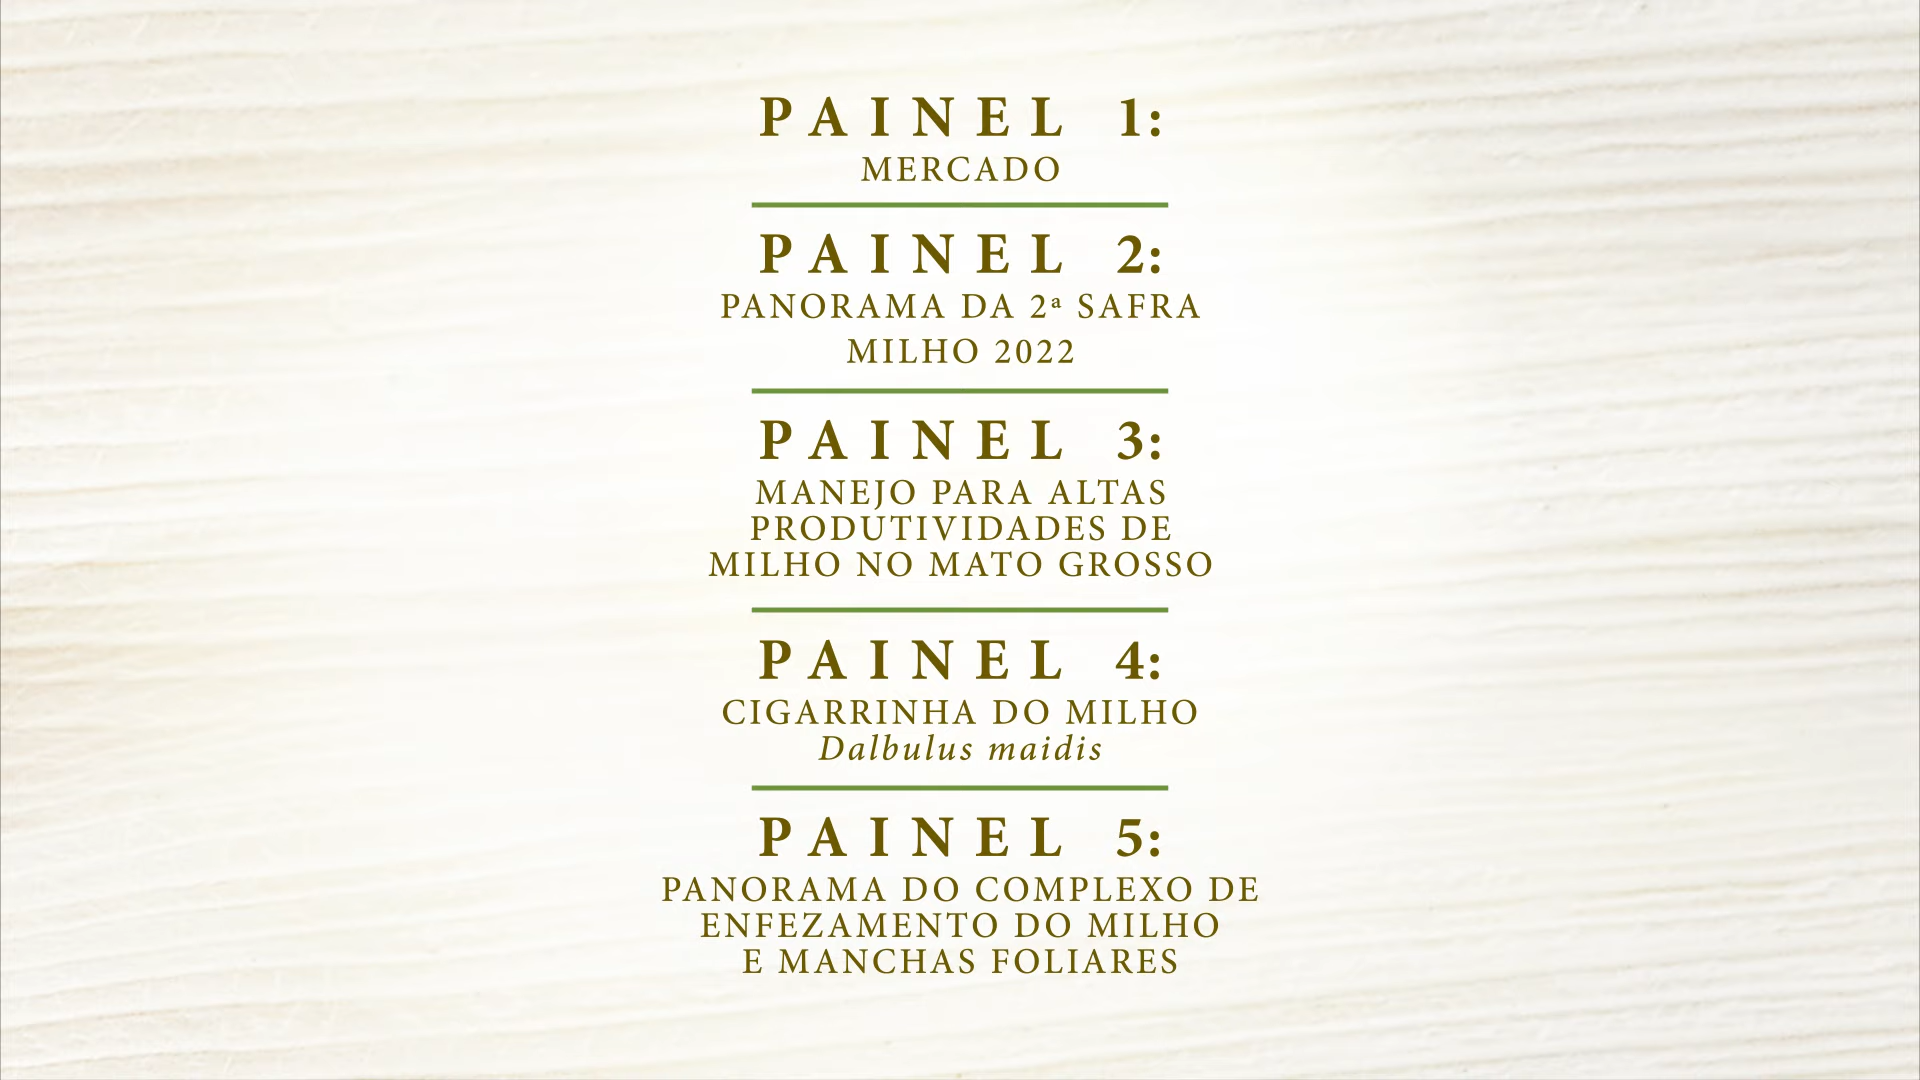 PAINEL 1:
MERCADO
PAINEL 2:
PANORAMA DA 2ª SAFRA
MILHO 2022
PAINEL 3:
MANEJO PARA ALTAS
PRODUTIVIDADES DE
MILHO NO MATO GROSSO
PAINEL 4:
CIGARRINHA DO MILHO
Dalbulus maidis
PAINEL 5:
PANORAMA DO COMPLEXO DE
ENFEZAMENTO DO MILHO
E MANCHAS FOLIARES